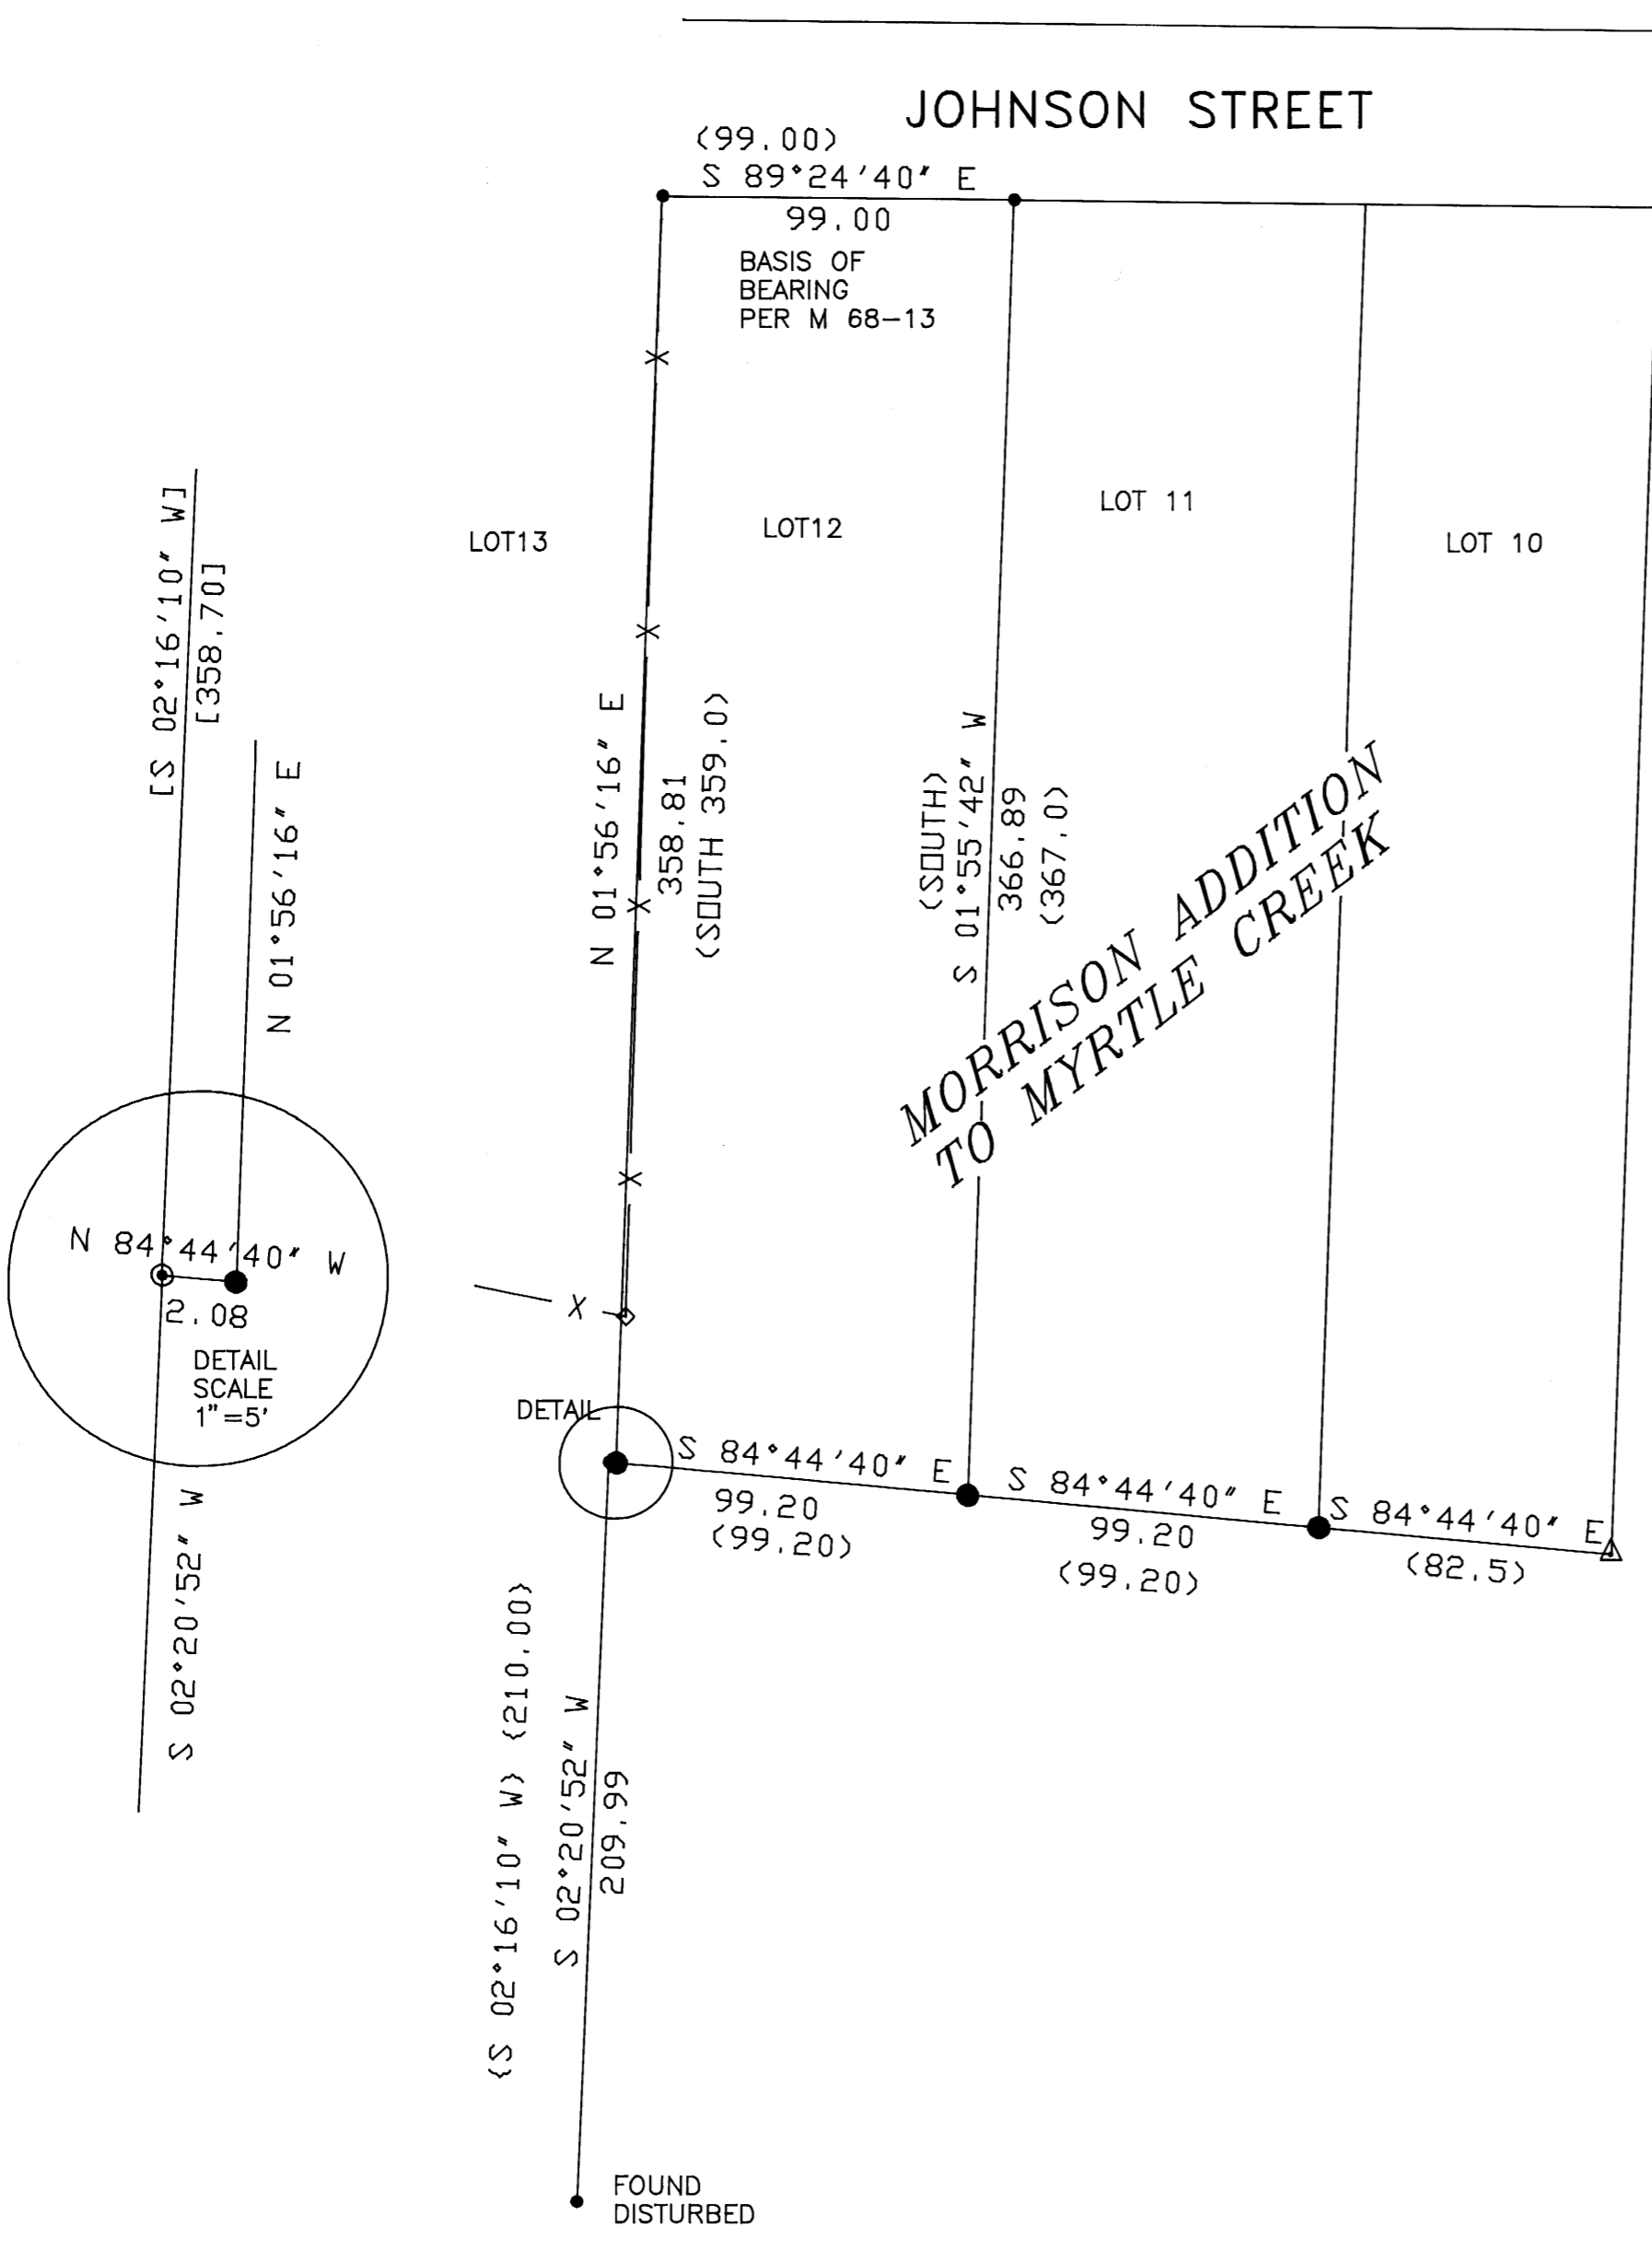 JOHNSON STREET
(99.00)
S 89°24'40" E
99.00
BASIS OF
BEARING
PER M 68-13
LOT13
LOT12
LOT 11
LOT 10
[S 02°16'10" W]
[358.70]
N 01°56'16" E
N 01°56'16" E
358.81
(SOUTH 359.0)
(SOUTH)
S 01°55'42" W
366.89
(367.0)
MORRISON ADDITION
TO MYRTLE CREEK
N 84°44'40" W
2.08
DETAIL
SCALE
1"=5'
S 02°20'52" W
X
DETAIL
S 84°44'40" E
99.20
(99.20)
S 84°44'40" E
99.20
(99.20)
S 84°44'40" E
(82.5)
{S 02°16'10" W} {210.00}
S 02°20'52" W
209.99
FOUND
DISTURBED